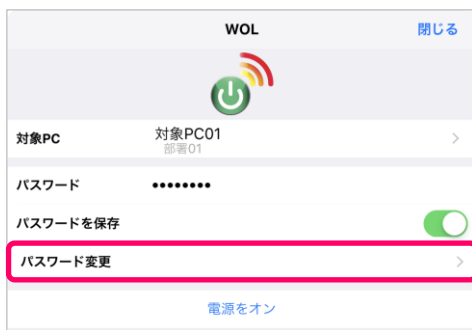 WOL 閉じる
対象PC 対象PC01
部署01
パスワード ••••••••
パスワードを保存
パスワード変更
電源をオン